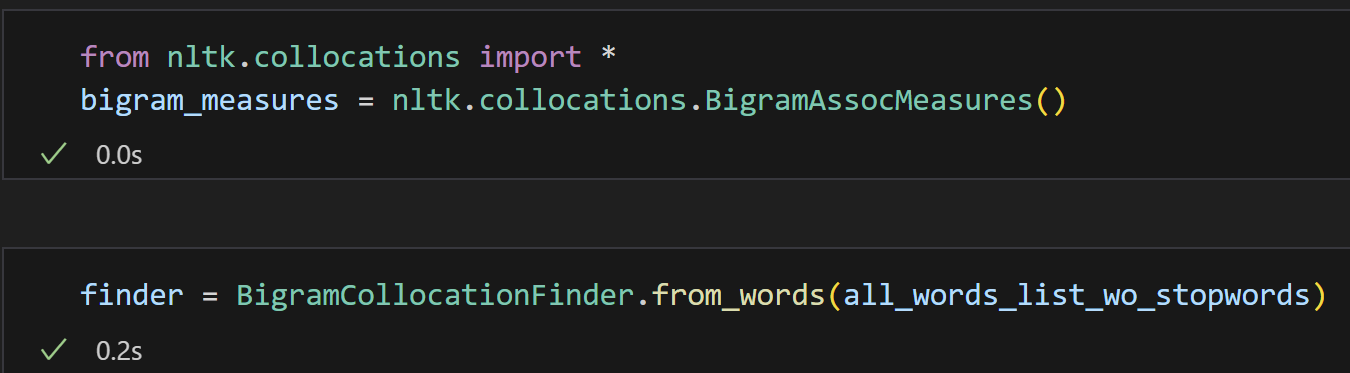 from nltk.collocations import *
bigram_measures = nltk.collocations.BigramAssocMeasures()
0.0s
finder = BigramCollocationFinder.from_words(all_words_list_wo_stopwords)
0.2s